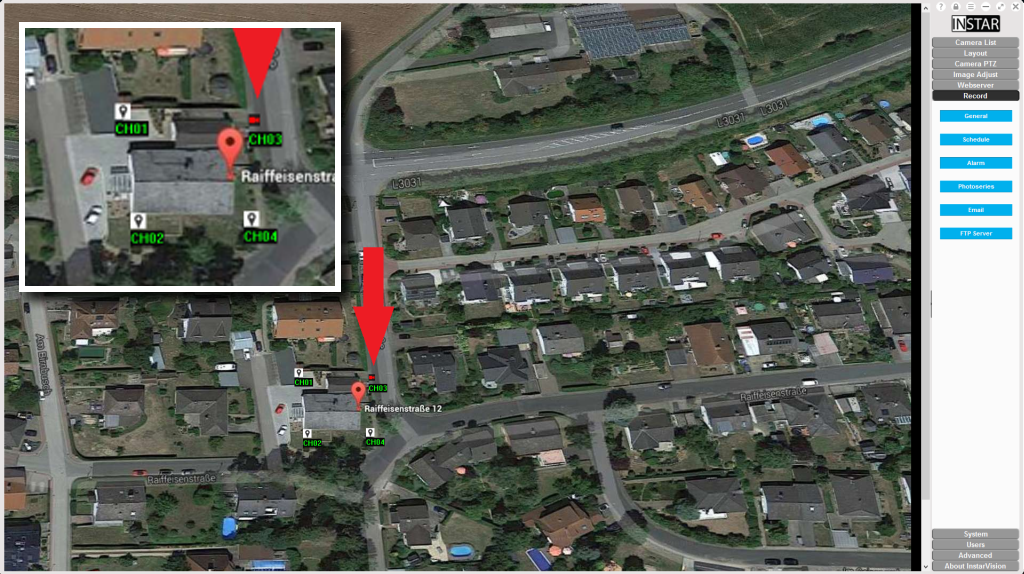 CH01
CH03
Raiffeisenstra
CH02
CH04
L3031
L3031
L3031
CH01
CH03
Raiffeisenstraße 12
CH02
CH04
Raiffeisenstraße
Raiffeisenstraße
INSTAR
Camera List
Layout
Camera PTZ
Image Adjust
Webserver
Record
General
Schedule
Alarm
Photoseries
Email
FTP Server
System
Users
Advanced
About InstarVision